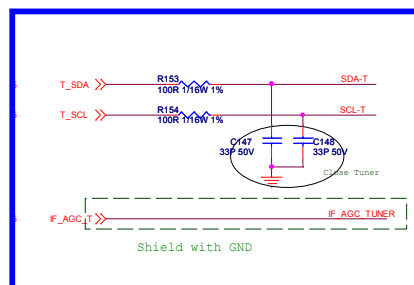 R153
T_SDA
SDA-T
100R 1/16W 1%
R154
T_SCL
SCL-T
100R 1/16W 1%
C147
C148
33P 50V
33P 50V
Close Tuner
IF_AGC_T
IF_AGC_TUNER
Shield with GND